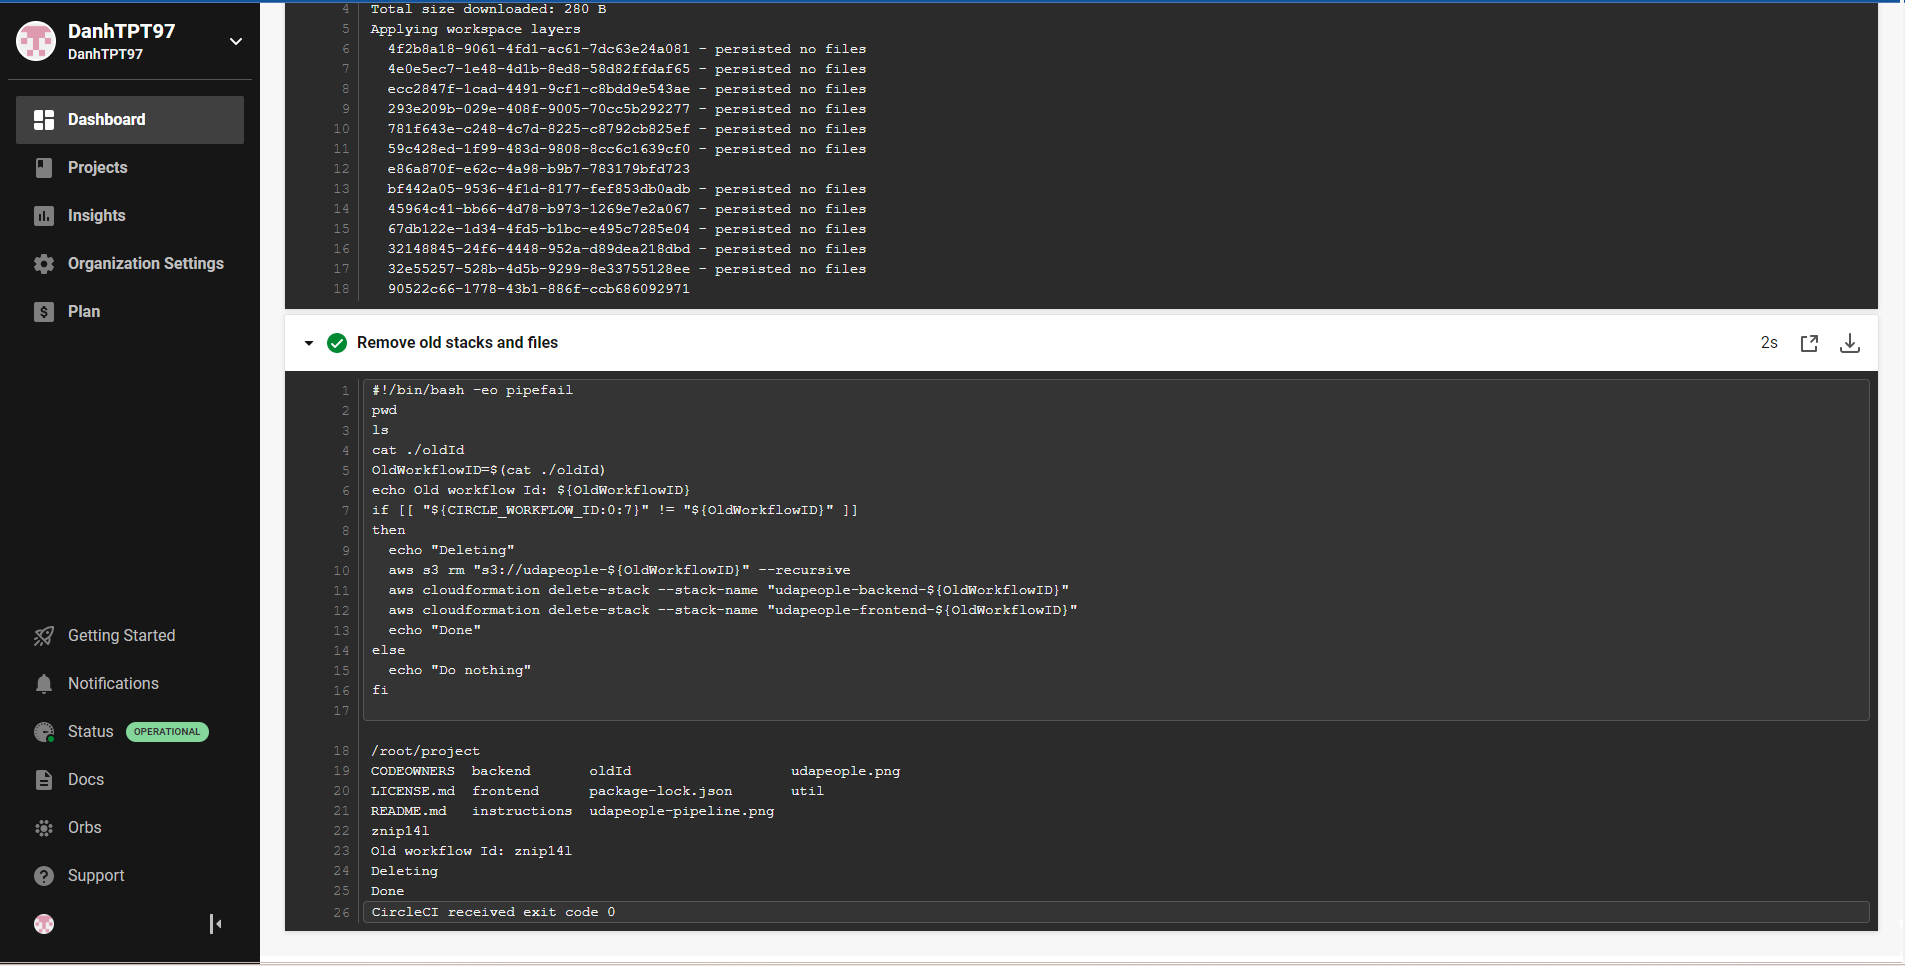 DanhTPT97
DanhTPT97
Dashboard
Projects
Insights
Organization Settings
Plan
Getting Started
Notifications
Status OPERATIONAL
Docs
Orbs
Support
4 Total size downloaded: 280 B
5 Applying workspace layers
6 4f2b8a18-9061-4fd1-ac61-7dc63e24a081 - persisted no files
7 4e0e5ec7-1e48-4d1b-8ed8-58d82ffdaf65 - persisted no files
8 ecc2847f-1cad-4491-9cf1-c8bdd9e543ae - persisted no files
9 293e209b-029e-408f-9005-70cc5b292277 - persisted no files
10 781f643e-c248-4c7d-8225-c8792cb825ef - persisted no files
11 59c428ed-1f99-483d-9808-8cc6c1639cf0 - persisted no files
12 e86a870f-e62c-4a98-b9b7-783179bfd723
13 bf442a05-9536-4f1d-8177-fef853db0adb - persisted no files
14 45964c41-bb66-4d78-b973-1269e7e2a067 - persisted no files
15 67db122e-1d34-4fd5-b1bc-e495c7285e04 - persisted no files
16 32148845-24f6-4448-952a-d89dea218dbd - persisted no files
17 32e55257-528b-4d5b-9299-8e33755128ee - persisted no files
18 90522c66-1778-43b1-886f-ccb686092971
Remove old stacks and files 2s
1 #!/bin/bash -eo pipefail
2 pwd
3 ls
4 cat ./oldId
5 OldWorkflowID=$(cat ./oldId)
6 echo Old workflow Id: ${OldWorkflowID}
7 if [[ "${CIRCLE_WORKFLOW_ID:0:7}" != "${OldWorkflowID}" ]]
8 then
9 echo "Deleting"
10 aws s3 rm "s3://udapeople-${OldWorkflowID}" --recursive
11 aws cloudformation delete-stack --stack-name "udapeople-backend-${OldWorkflowID}"
12 aws cloudformation delete-stack --stack-name "udapeople-frontend-${OldWorkflowID}"
13 echo "Done"
14 else
15 echo "Do nothing"
16 fi
17
18 /root/project
19 CODEOWNERS backend oldId udapeople.png
20 LICENSE.md frontend package-lock.json util
21 README.md instructions udapeople-pipeline.png
22 znip14l
23 Old workflow Id: znip14l
24 Deleting
25 Done
26 CircleCI received exit code 0